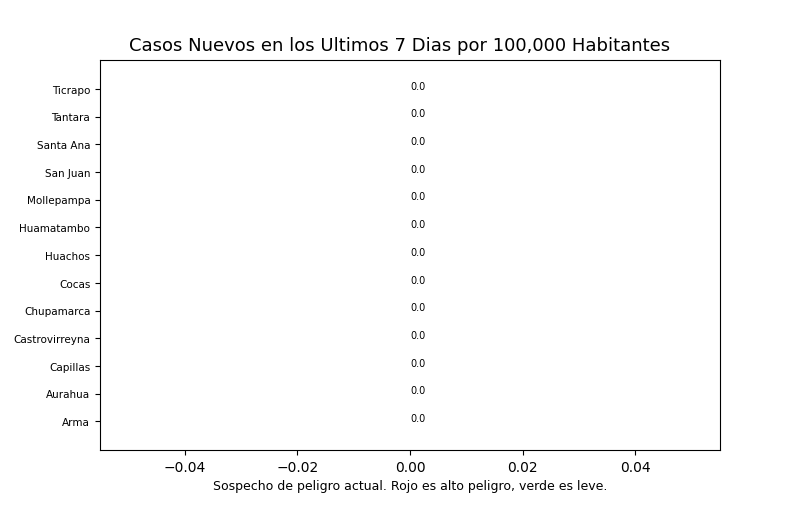 Casos Nuevos en los Ultimos 7 Dias por 100,000 Habitantes
Ticrapo 0.0
Tantara 0.0
Santa Ana 0.0
San Juan 0.0
Mollepampa 0.0
Huamatambo 0.0
Huachos 0.0
Cocas 0.0
Chupamarca 0.0
Castrovirreyna 0.0
Capillas 0.0
Aurahua 0.0
Arma 0.0
−0.04 −0.02 0.00 0.02 0.04
Sospecho de peligro actual. Rojo es alto peligro, verde es leve.